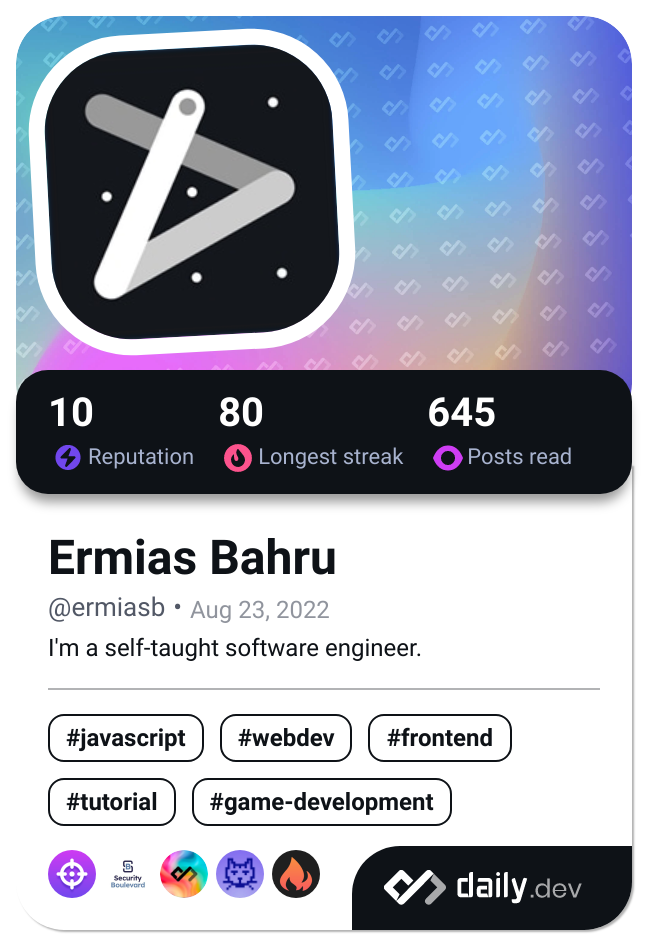 10 80 645
Reputation Longest streak Posts read
Ermias Bahru
@ermiasb • Aug 23, 2022
I'm a self-taught software engineer.
#javascript #webdev #frontend
#tutorial #game-development
Security
Boulevard
daily.dev